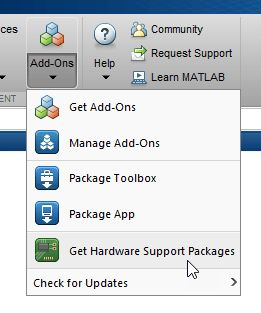 ces
Add-Ons
Help
Community
Request Support
Learn MATLAB
ENT
Get Add-Ons
Manage Add-Ons
Package Toolbox
Package App
Get Hardware Support Packages
Check for Updates